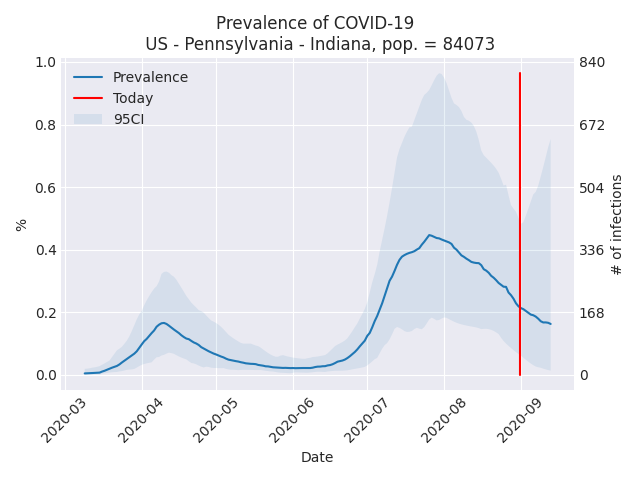 Prevalence of COVID-19
US - Pennsylvania - Indiana, pop. = 84073
Prevalence
Today
95CI
1.0
0.8
0.6
0.4
0.2
0.0
%
840
672
504
336
168
0
# of infections
2020-03
2020-04
2020-05
2020-06
2020-07
2020-08
2020-09
Date